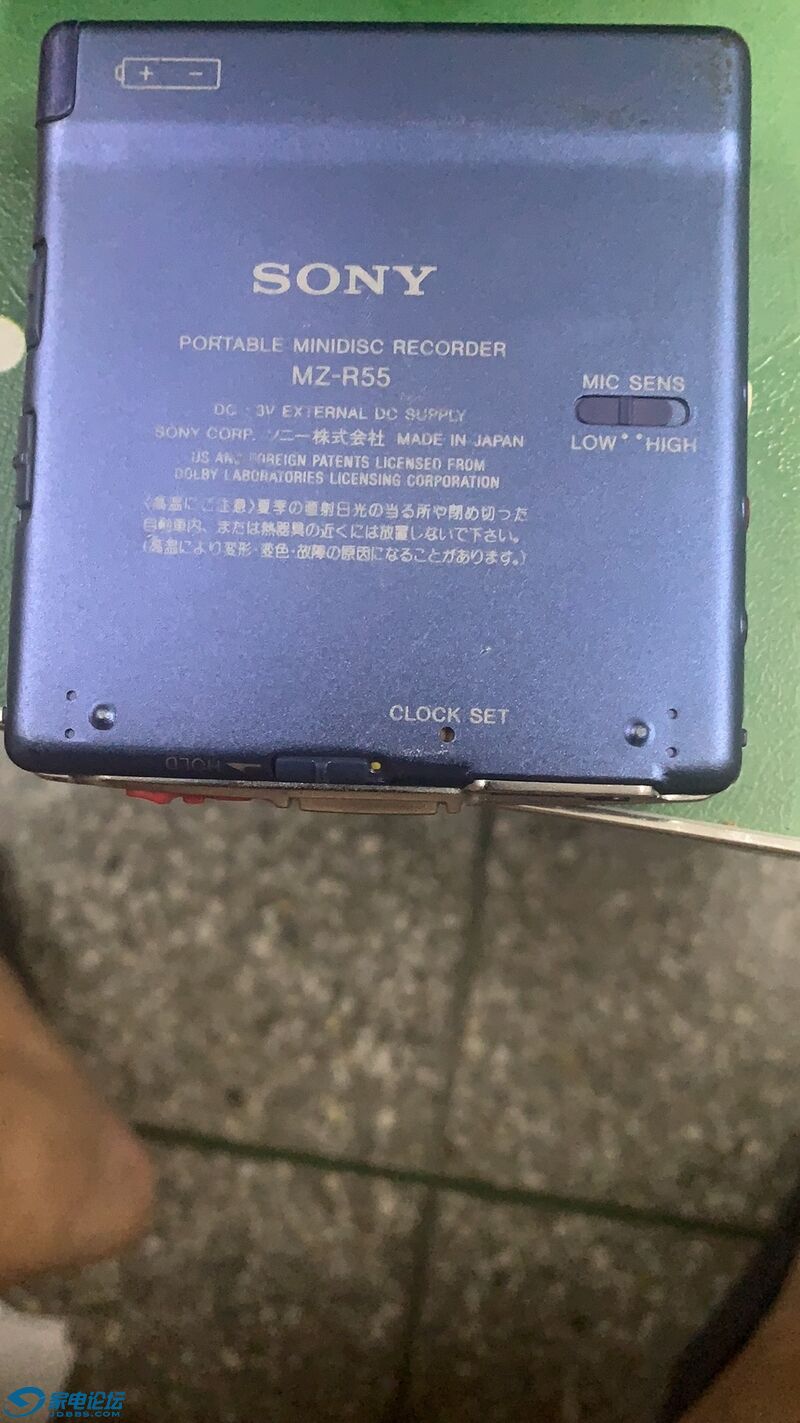 + −
SONY
PORTABLE MINIDISC RECORDER
MZ-R55
MIC SENS
LOW HIGH
DC 3V EXTERNAL DC SUPPLY
SONY CORP. ソニー株式会社 MADE IN JAPAN
US AND FOREIGN PATENTS LICENSED FROM
DOLBY LABORATORIES LICENSING CORPORATION
〈高温にご注意〉夏季の直射日光の当る所や閉め切った
自動車内、または熱器具の近くには放置しないで下さい。
(高温により変形・変色・故障の原因になることがあります。)
CLOCK SET
HOLD
家电论坛
JDBBS.COM